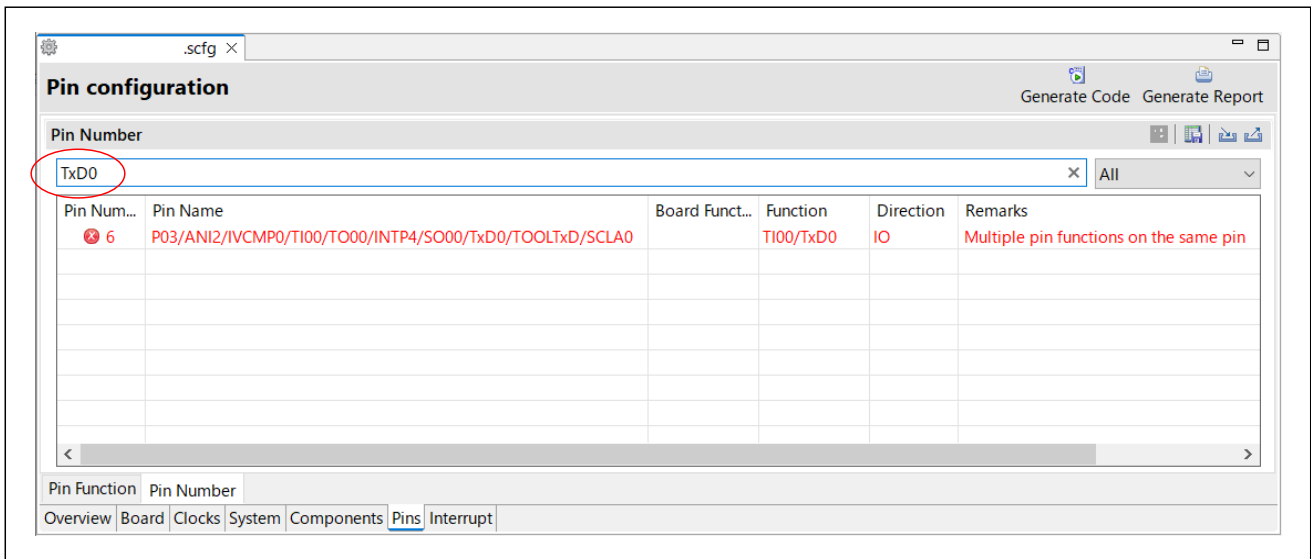 .scfg
Pin configuration
Generate Code Generate Report
Pin Number
TxD0 All
Pin Num... Pin Name Board Funct... Function Direction Remarks
6 P03/ANI2/IVCMP0/TI00/TO00/INTP4/SO00/TxD0/TOOLTxD/SCLA0 TI00/TxD0 IO Multiple pin functions on the same pin
Pin Function Pin Number
Overview Board Clocks System Components Pins Interrupt